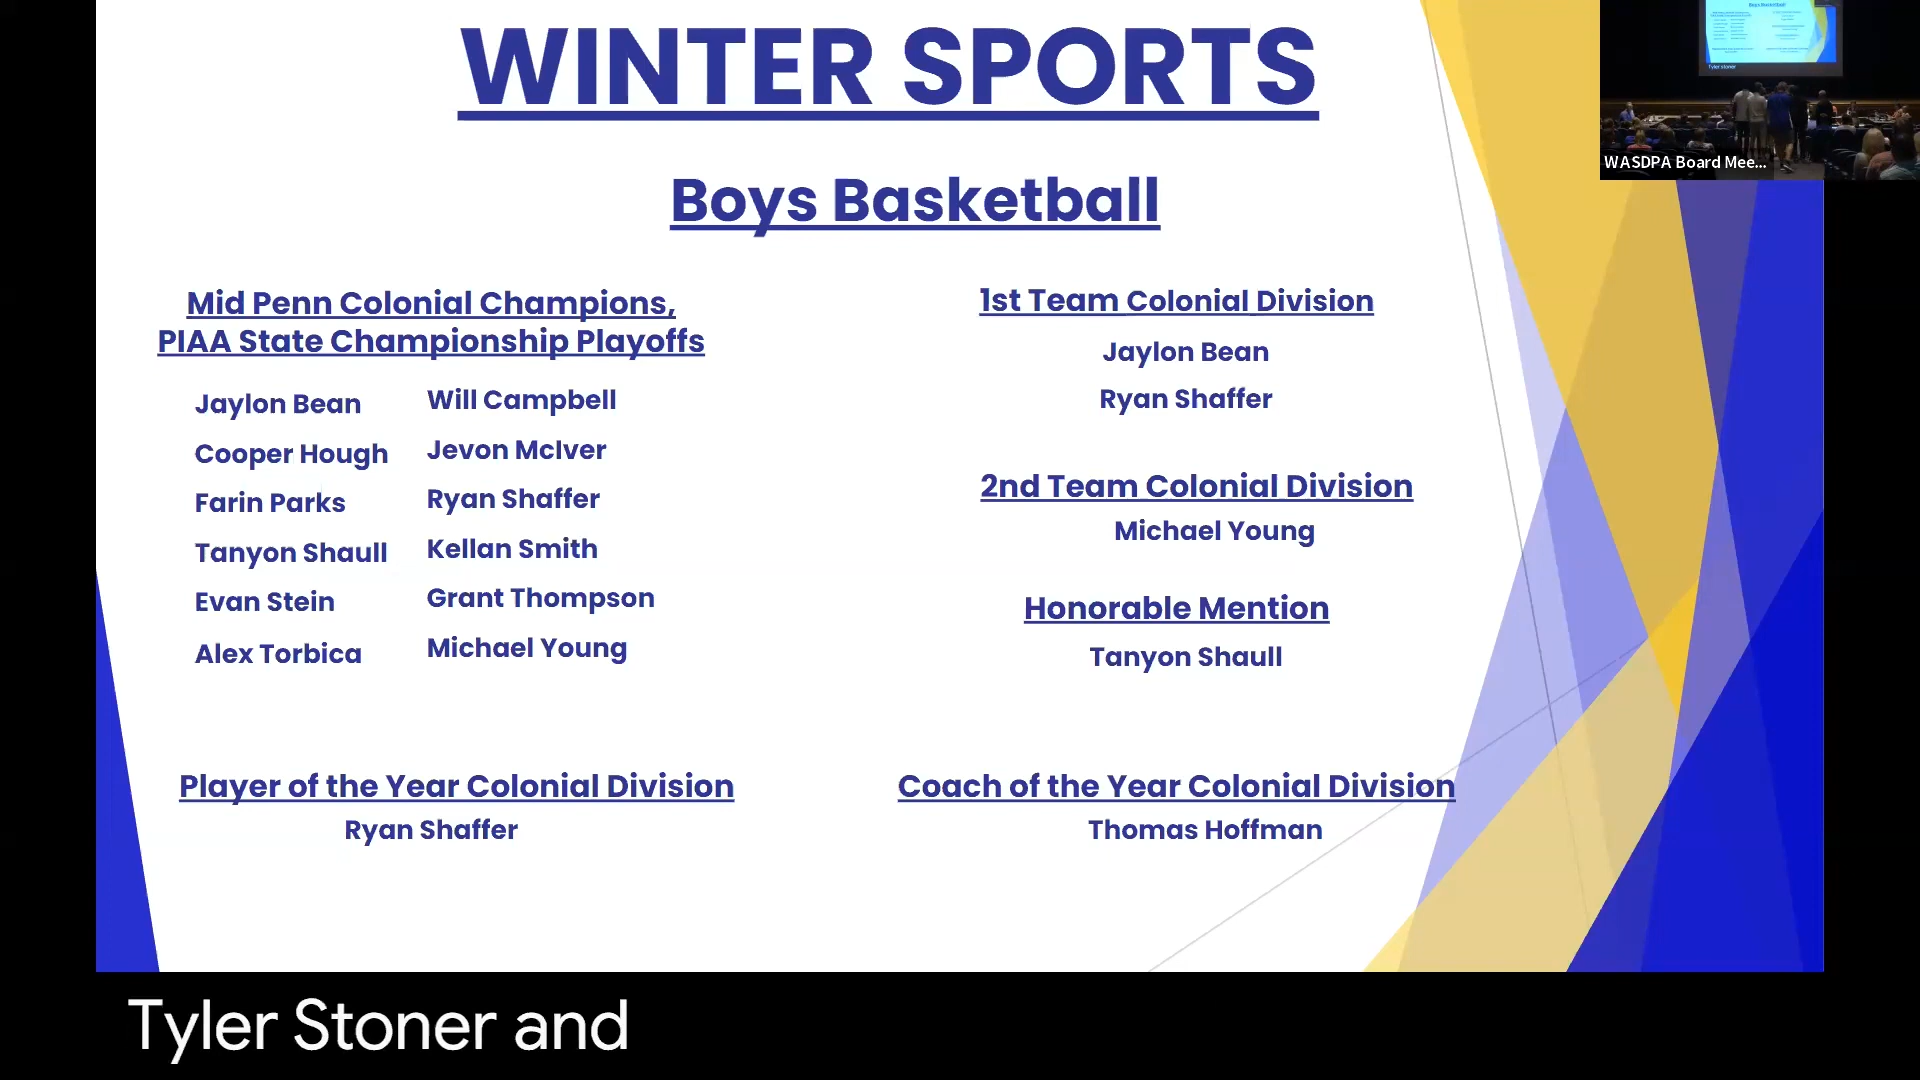 WINTER SPORTS
Boys Basketball
Mid Penn Colonial Champions,
PIAA State Championship Playoffs
Jaylon Bean
Cooper Hough
Farin Parks
Tanyon Shaull
Evan Stein
Alex Torbica
Will Campbell
Jevon McIver
Ryan Shaffer
Kellan Smith
Grant Thompson
Michael Young
1st Team Colonial Division
Jaylon Bean
Ryan Shaffer
2nd Team Colonial Division
Michael Young
Honorable Mention
Tanyon Shaull
Player of the Year Colonial Division
Ryan Shaffer
Coach of the Year Colonial Division
Thomas Hoffman
Boys Basketball
Tyler Stoner
WASDPA Board Mee...
Tyler Stoner and